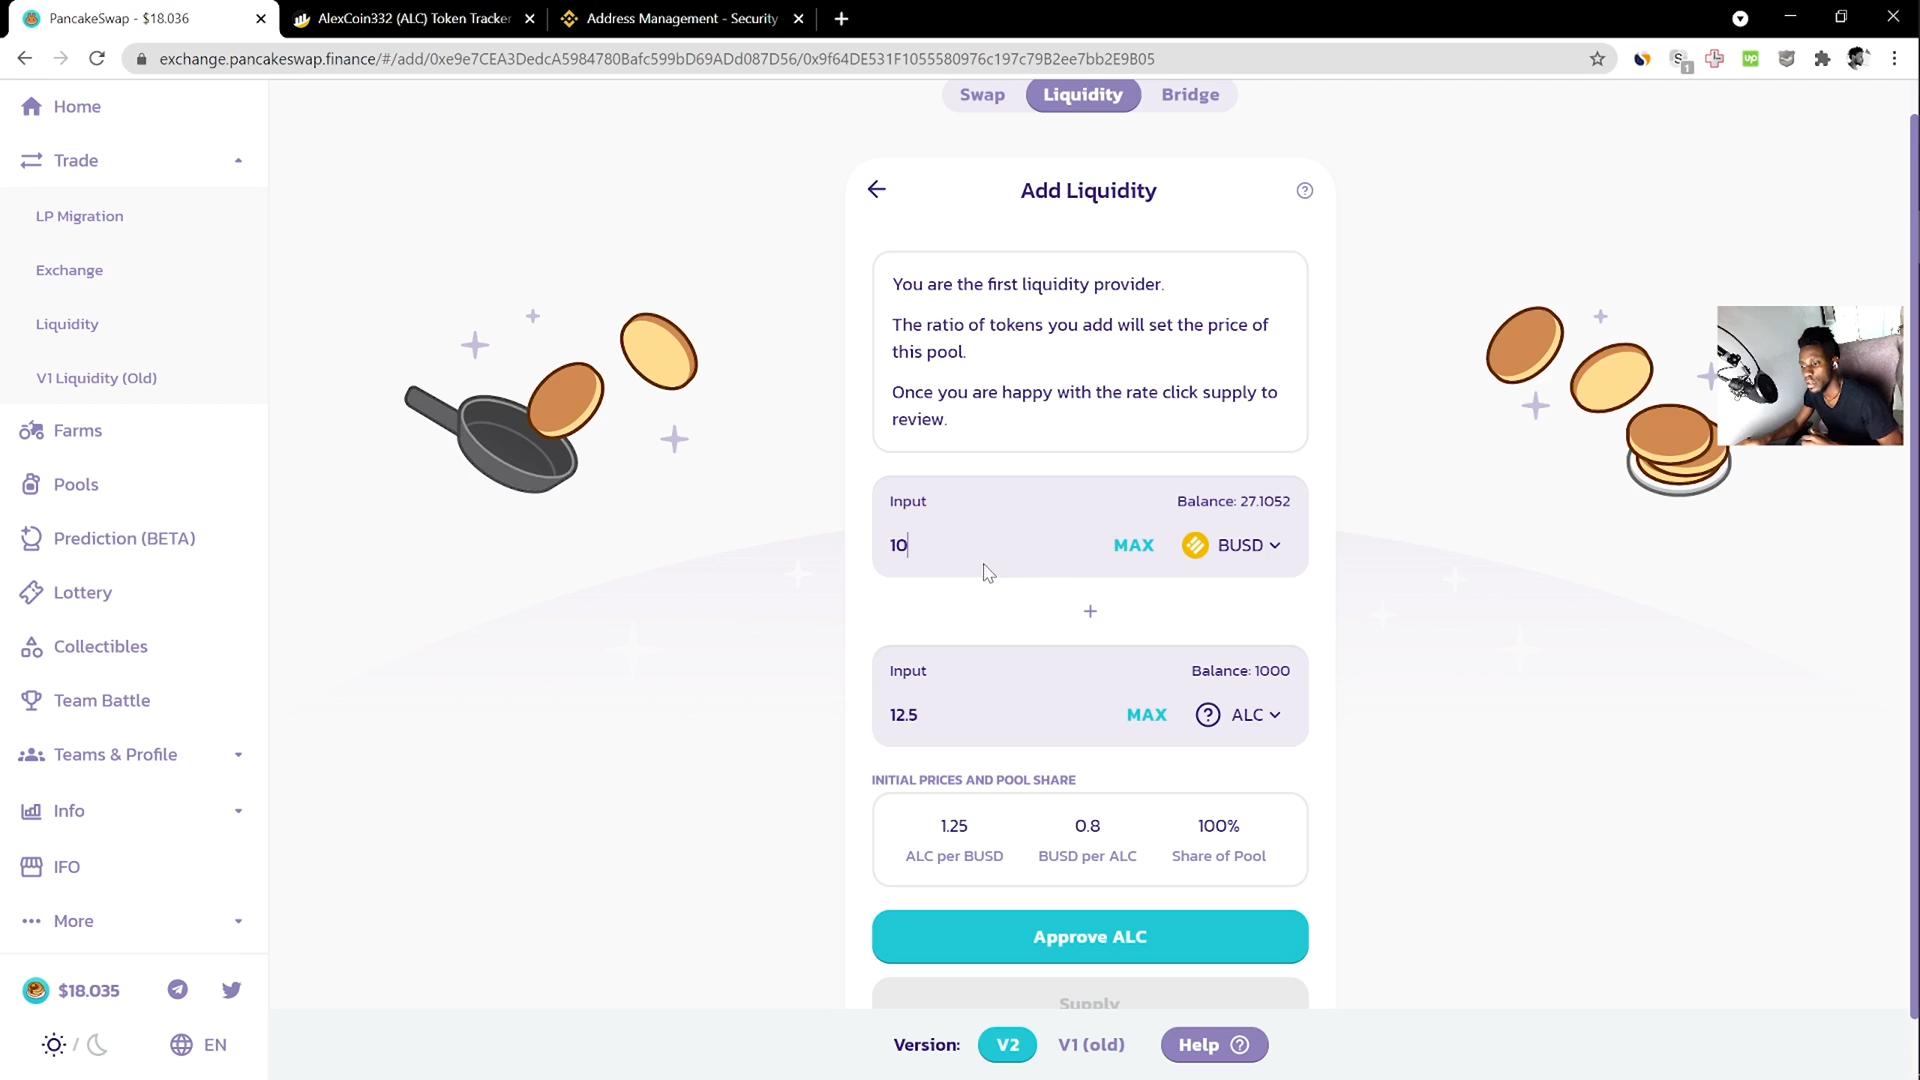 PancakeSwap - $18.036
AlexCoin332 (ALC) Token Tracker
Address Management - Security
exchange.pancakeswap.finance/#/add/0xe9e7CEA3DedcA5984780Bafc599bD69ADd087D56/0x9f64DE531F1055580976c197c79B2ee7bb2E9B05
S 1
up
Swap
Liquidity
Bridge
Home
Trade
LP Migration
Exchange
Liquidity
V1 Liquidity (Old)
Farms
Pools
Prediction (BETA)
Lottery
Collectibles
Team Battle
Teams & Profile
Info
IFO
More
$18.035
/
EN
Add Liquidity
?
You are the first liquidity provider.
The ratio of tokens you add will set the price of
this pool.
Once you are happy with the rate click supply to
review.
Input
Balance: 27.1052
10
MAX
BUSD
+
Input
Balance: 1000
12.5
MAX
?
ALC
INITIAL PRICES AND POOL SHARE
1.25
0.8
100%
ALC per BUSD
BUSD per ALC
Share of Pool
Approve ALC
Supply
Version:
V2
V1 (old)
Help ?